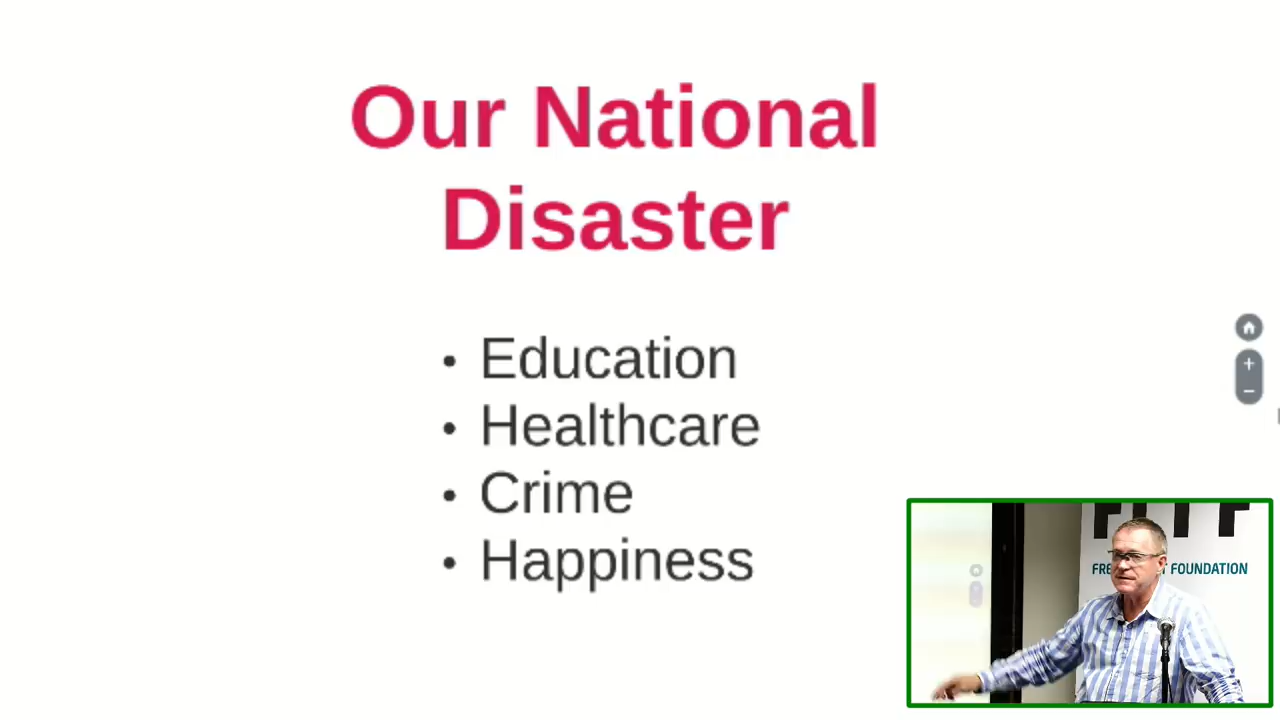 Our National
Disaster
• Education
• Healthcare
• Crime
• Happiness
FOUNDATION